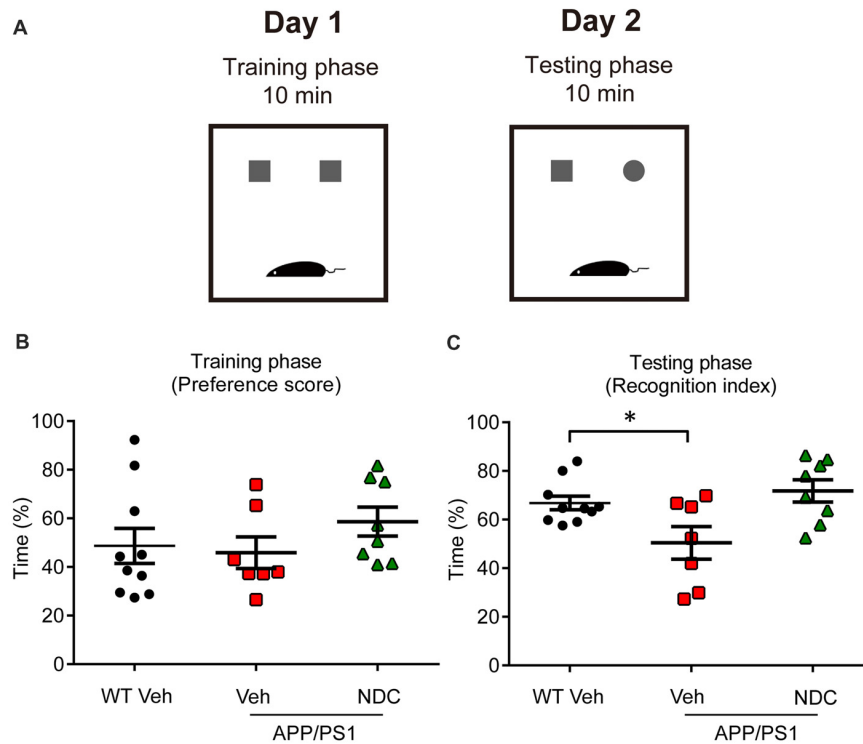 A
Day 1
Day 2
Training phase
10 min
Testing phase
10 min
B
Training phase
(Preference score)
Time (%)
100
80
60
40
20
0
WT Veh
Veh
NDC
APP/PS1
C
Testing phase
(Recognition index)
*
Time (%)
100
80
60
40
20
0
WT Veh
Veh
NDC
APP/PS1